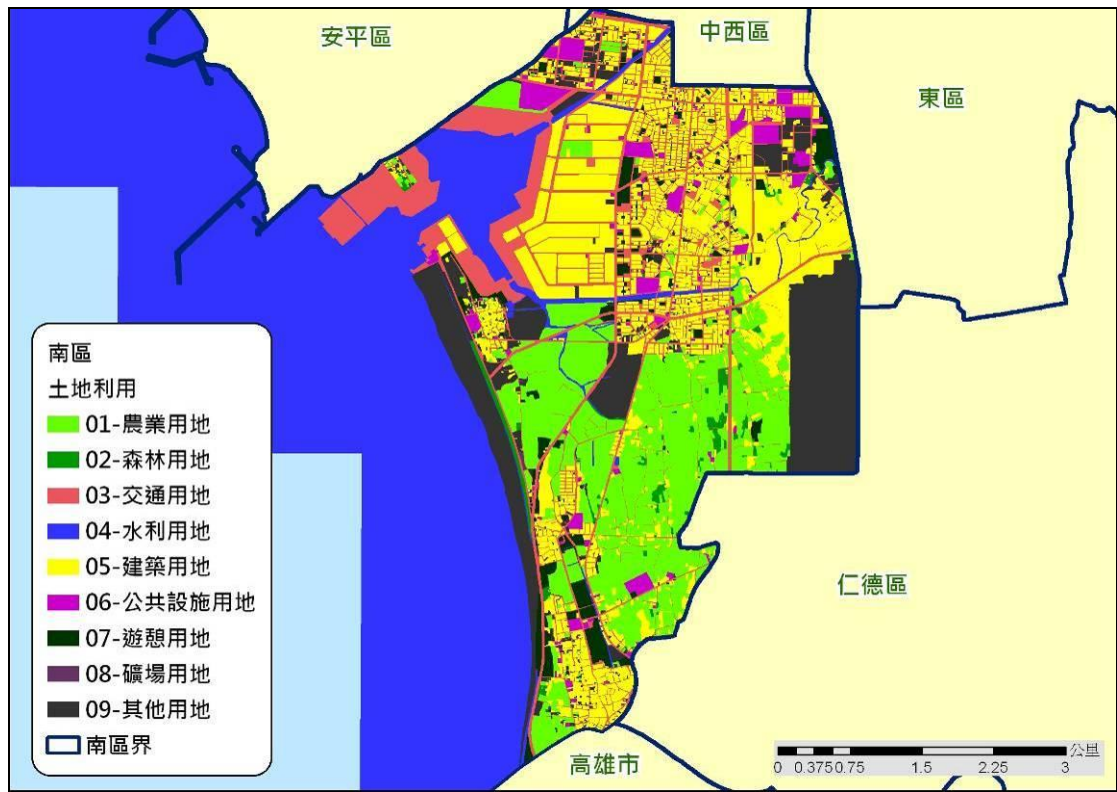 安平區
中西區
東區
南區
土地利用
01-農業用地
02-森林用地
03-交通用地
04-水利用地
05-建築用地
06-公共設施用地
07-遊憩用地
08-礦場用地
09-其他用地
南區界
仁德區
高雄市
公里
0 0.375 0.75 1.5 2.25 3